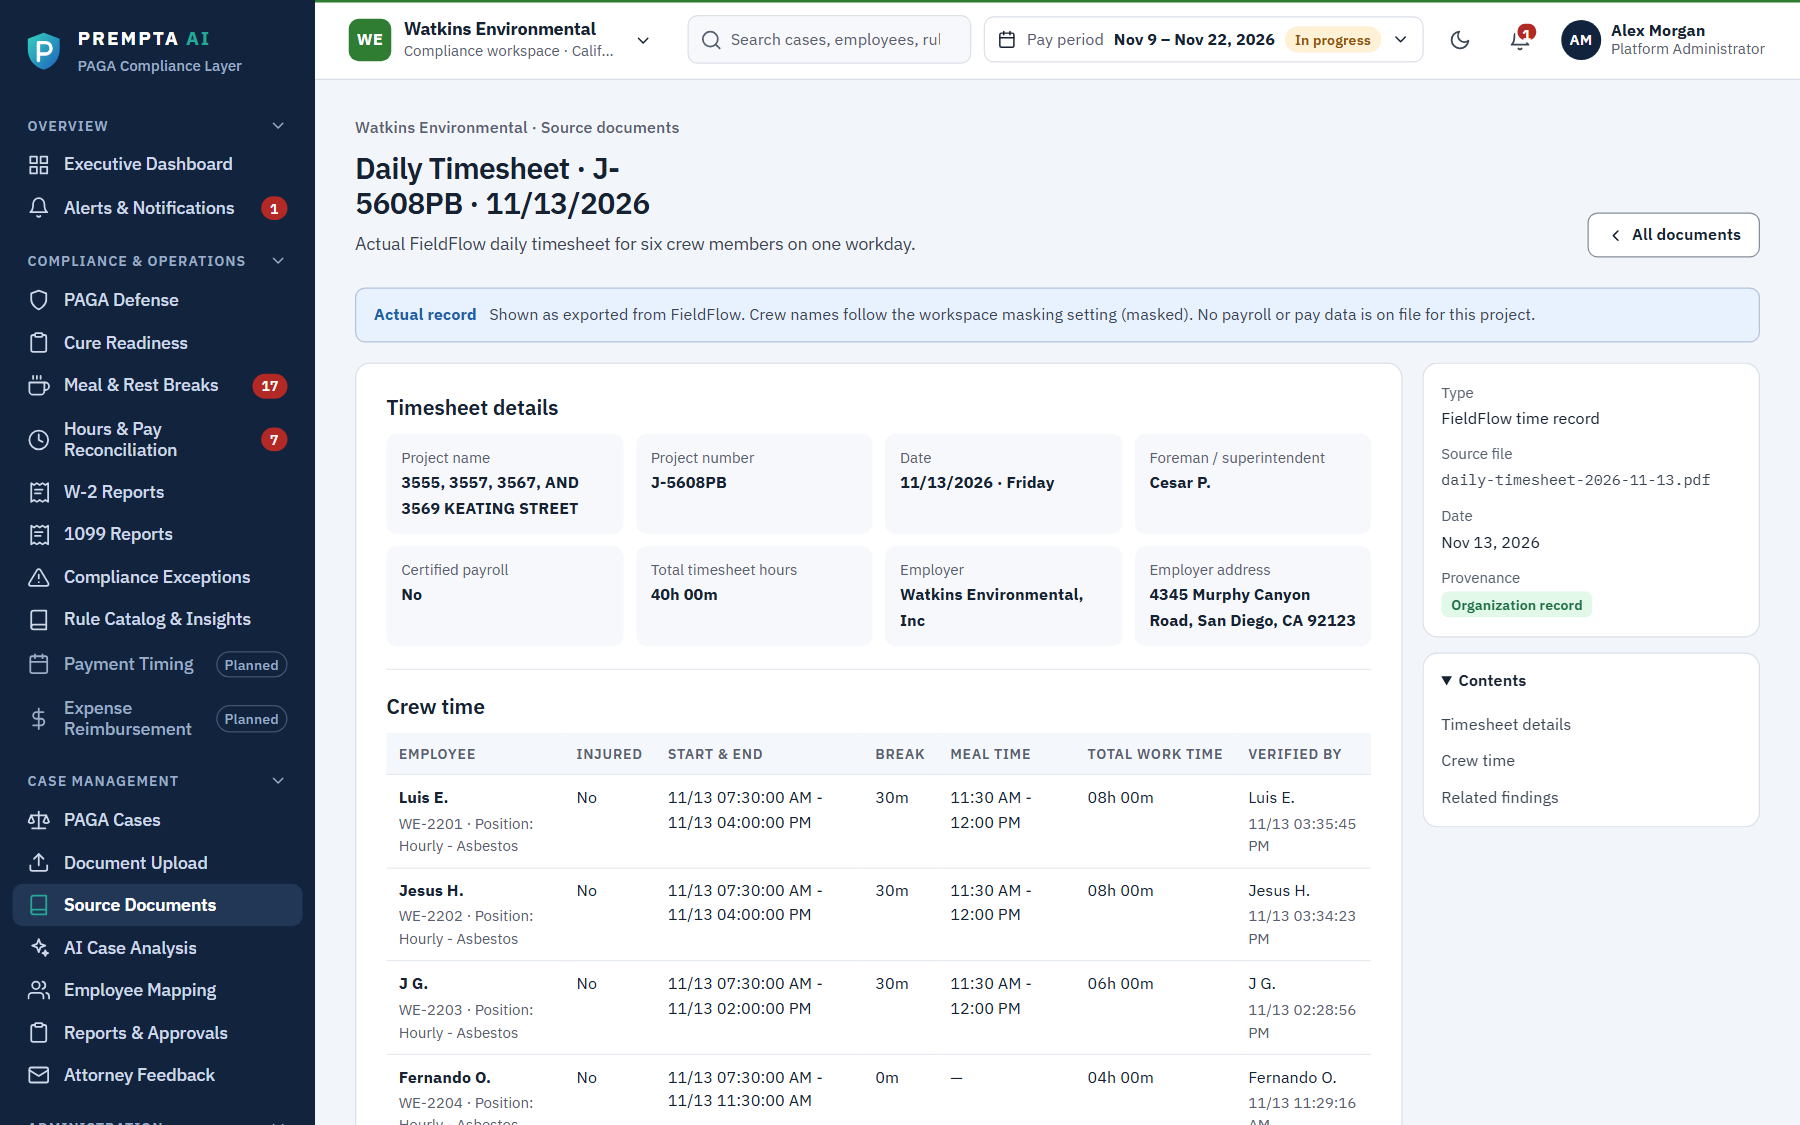 PREMPTA AI
PAGA Compliance Layer
OVERVIEW
Executive Dashboard
Alerts & Notifications 1
COMPLIANCE & OPERATIONS
PAGA Defense
Cure Readiness
Meal & Rest Breaks 17
Hours & Pay
Reconciliation 7
W-2 Reports
1099 Reports
Compliance Exceptions
Rule Catalog & Insights
Payment Timing Planned
Expense
Reimbursement Planned
CASE MANAGEMENT
PAGA Cases
Document Upload
Source Documents
AI Case Analysis
Employee Mapping
Reports & Approvals
Attorney Feedback
ADMINISTRATION
WE
Watkins Environmental
Compliance workspace · Calif...
Search cases, employees, rul
Pay period Nov 9 – Nov 22, 2026 In progress
1
AM
Alex Morgan
Platform Administrator
Watkins Environmental · Source documents
Daily Timesheet · J-
5608PB · 11/13/2026
Actual FieldFlow daily timesheet for six crew members on one workday.
All documents
Actual record Shown as exported from FieldFlow. Crew names follow the workspace masking setting (masked). No payroll or pay data is on file for this project.
Timesheet details
Project name
3555, 3557, 3567, AND
3569 KEATING STREET
Project number
J-5608PB
Date
11/13/2026 · Friday
Foreman / superintendent
Cesar P.
Certified payroll
No
Total timesheet hours
40h 00m
Employer
Watkins Environmental,
Inc
Employer address
4345 Murphy Canyon
Road, San Diego, CA 92123
Crew time
EMPLOYEE INJURED START & END BREAK MEAL TIME TOTAL WORK TIME VERIFIED BY
Luis E. No 11/13 07:30:00 AM - 30m 11:30 AM - 08h 00m Luis E.
WE-2201 · Position: 11/13 04:00:00 PM 12:00 PM 11/13 03:35:45
Hourly - Asbestos PM
Jesus H. No 11/13 07:30:00 AM - 30m 11:30 AM - 08h 00m Jesus H.
WE-2202 · Position: 11/13 04:00:00 PM 12:00 PM 11/13 03:34:23
Hourly - Asbestos PM
J G. No 11/13 07:30:00 AM - 30m 11:30 AM - 06h 00m J G.
WE-2203 · Position: 11/13 02:00:00 PM 12:00 PM 11/13 02:28:56
Hourly - Asbestos PM
Fernando O. No 11/13 07:30:00 AM - 0m — 04h 00m Fernando O.
WE-2204 · Position: 11/13 11:30:00 AM 11/13 11:29:16
Hourly - Asbestos AM
Type
FieldFlow time record
Source file
daily-timesheet-2026-11-13.pdf
Date
Nov 13, 2026
Provenance
Organization record
Contents
Timesheet details
Crew time
Related findings